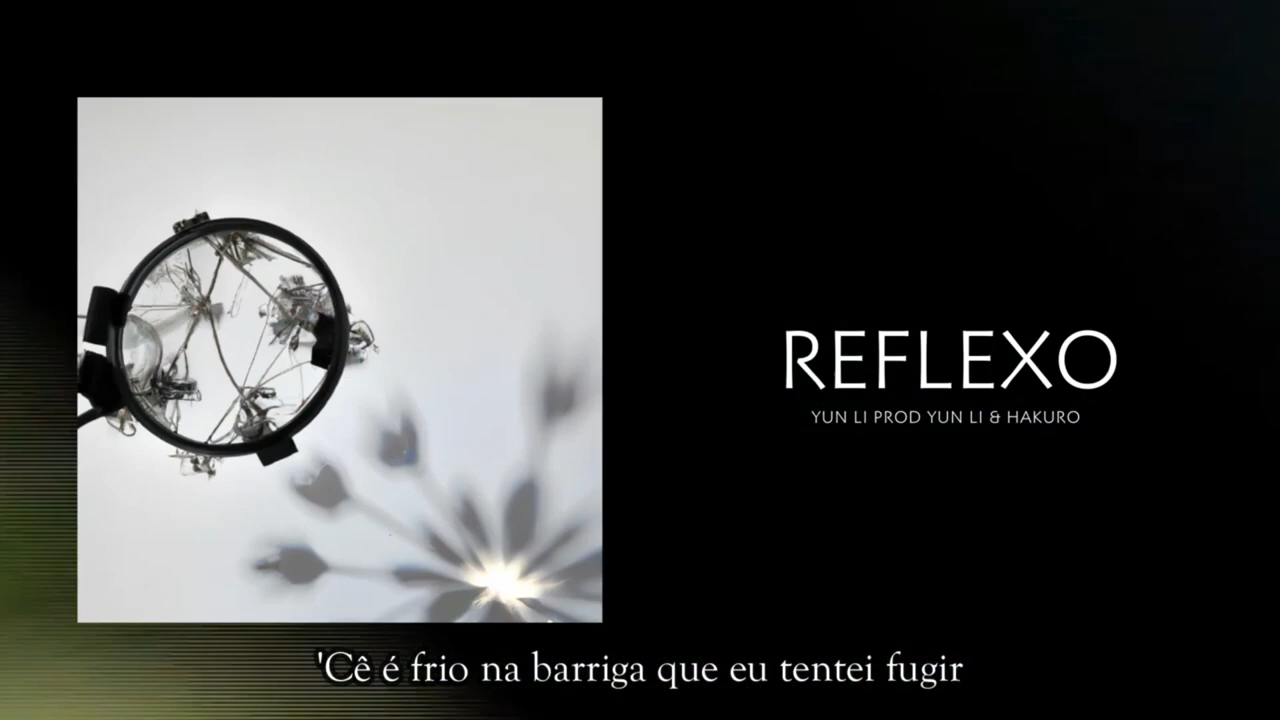 REFLEXO
YUN LI PROD YUN LI & HAKURO
'Cê é frio na barriga que eu tentei fugir